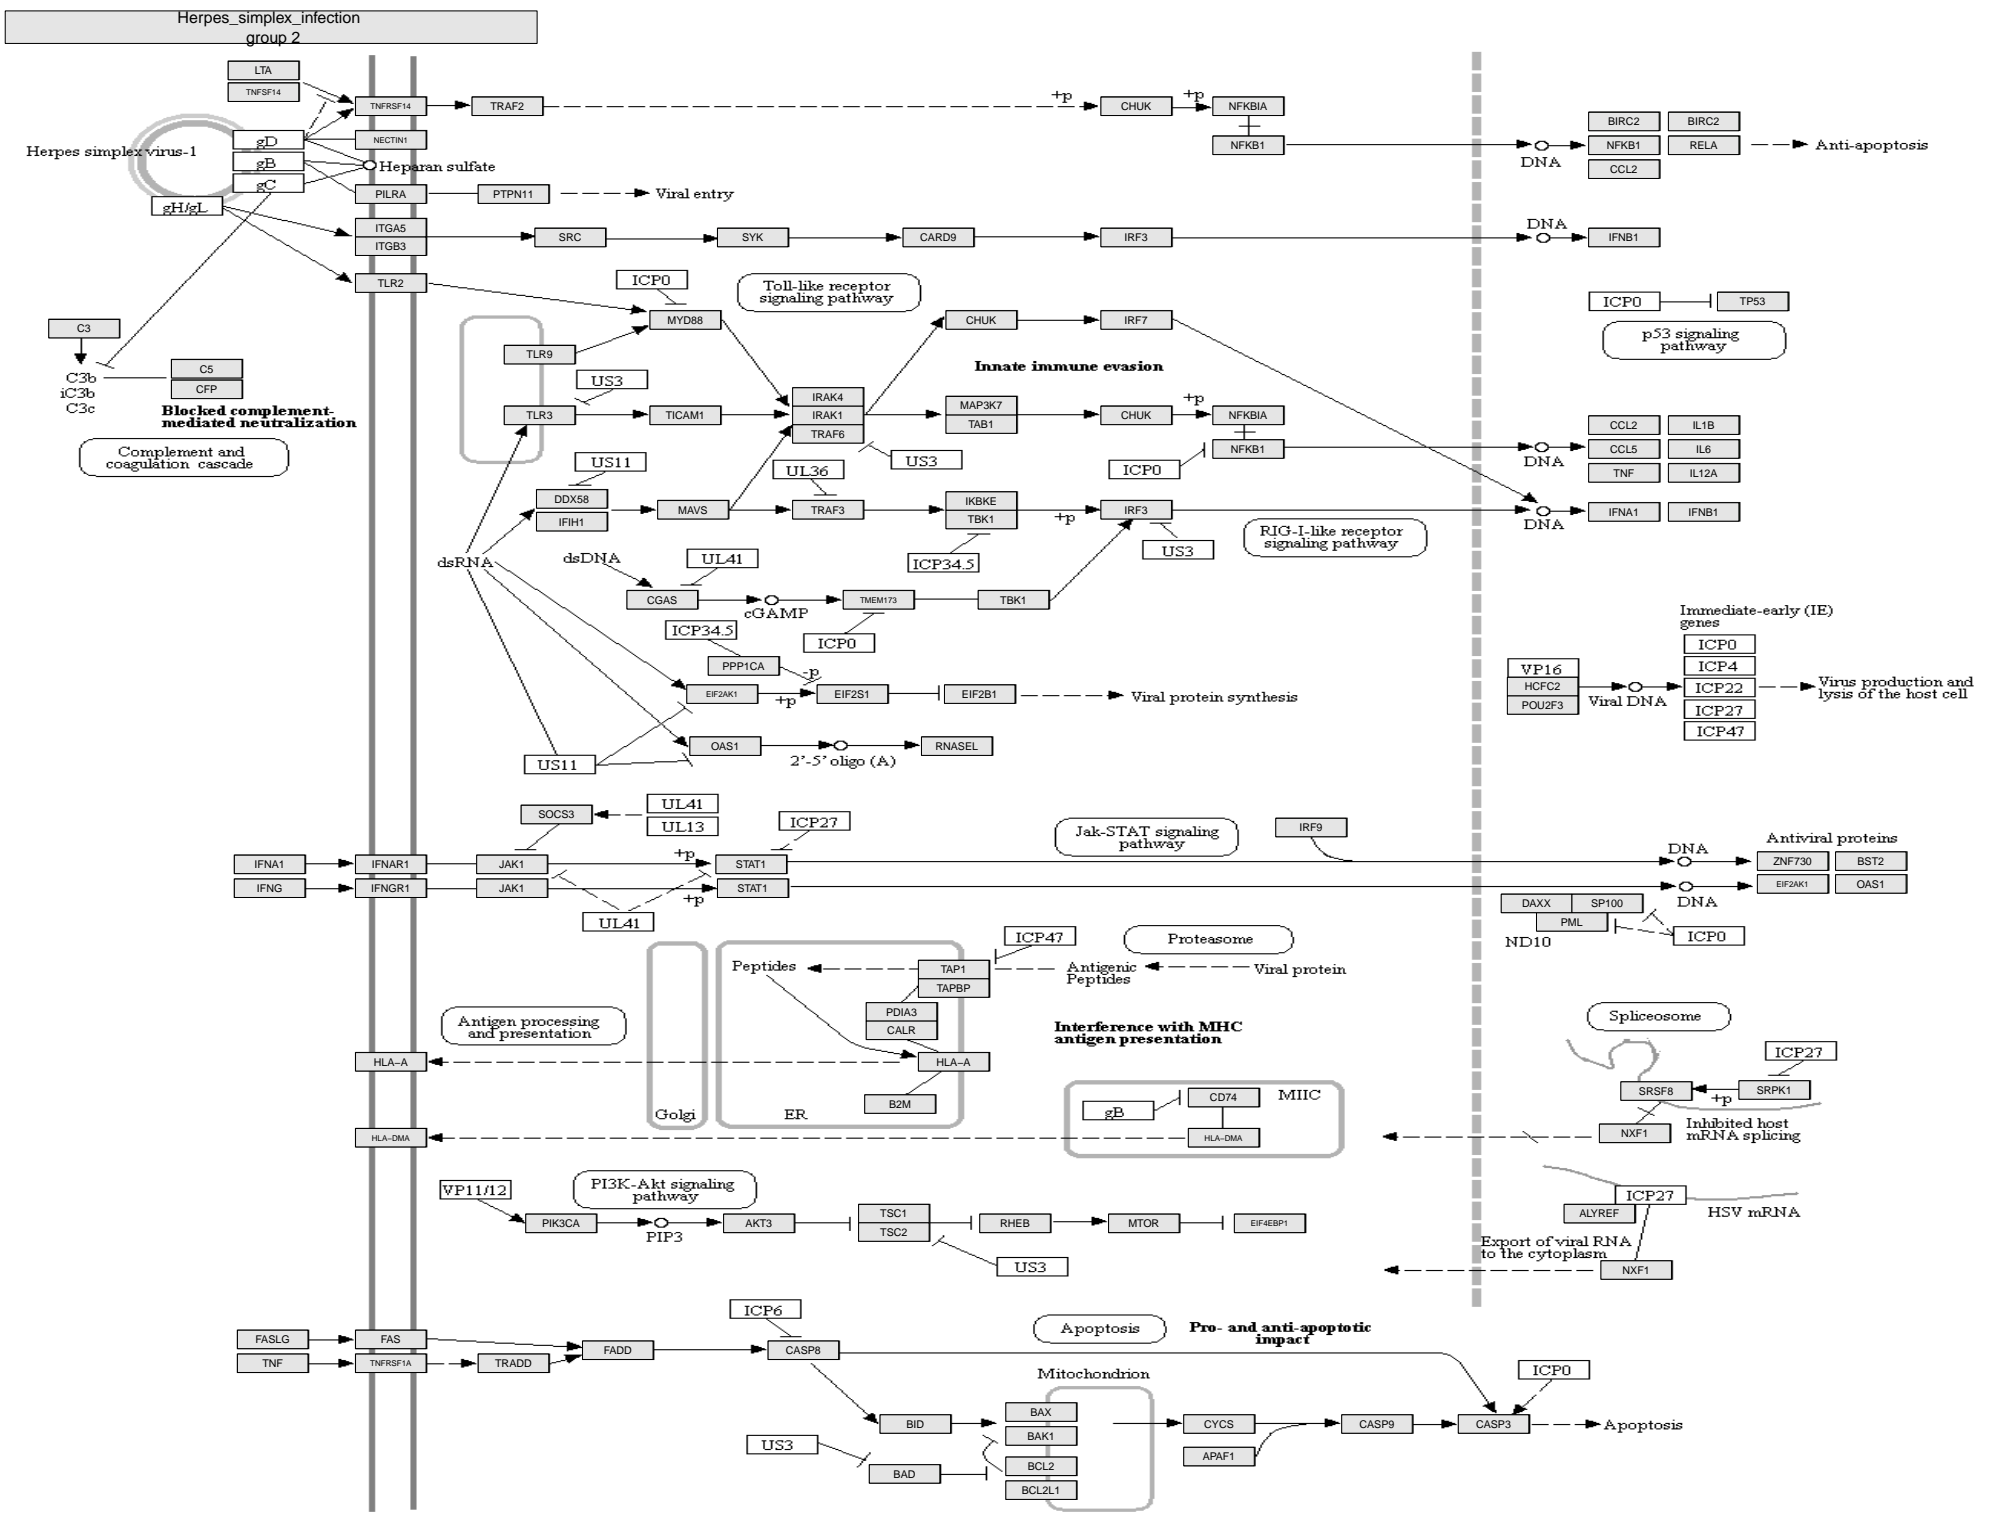 Herpes_simplex_infection
group 2
LTA
TNFSF14
TNFRSF14
TRAF2
+p
CHUK
+p
NFKBIA
Herpes simplex virus-1
gD
NECTIN1
NFKB1
DNA
BIRC2
BIRC2
NFKB1
RELA
CCL2
Anti-apoptosis
gB
Heparan sulfate
gC
PILRA
PTPN11
Viral entry
gH/gL
ITGA5
ITGB3
SRC
SYK
CARD9
IRF3
DNA
IFNB1
TLR2
ICP0
Toll-like receptor
signaling pathway
ICP0
TP53
p53 signaling
pathway
C3
MYD88
CHUK
IRF7
TLR9
Innate immune evasion
C3b
iC3b
C3c
C5
CFP
Blocked complement-
mediated neutralization
Complement and
coagulation cascade
US3
TLR3
TICAM1
IRAK4
IRAK1
TRAF6
MAP3K7
TAB1
CHUK
+p
NFKBIA
NFKB1
US3
ICP0
DNA
CCL2
IL1B
CCL5
IL6
TNF
IL12A
US11
UL36
DDX58
IFIH1
MAVS
TRAF3
IKBKE
TBK1
+p
IRF3
RIG-I-like receptor
signaling pathway
DNA
IFNA1
IFNB1
US3
ICP34.5
dsRNA
dsDNA
UL41
CGAS
cGAMP
TMEM173
TBK1
ICP0
ICP34.5
PPP1CA
-p
EIF2AK1
+p
EIF2S1
EIF2B1
Viral protein synthesis
Immediate-early (IE)
genes
ICP0
ICP4
ICP22
ICP27
ICP47
VP16
HCFC2
POU2F3
Viral DNA
Virus production and
lysis of the host cell
OAS1
2'-5' oligo (A)
RNASEL
US11
SOCS3
UL41
UL13
ICP27
Jak-STAT signaling
pathway
IRF9
IFNA1
IFNAR1
JAK1
+p
STAT1
DNA
Antiviral proteins
ZNF730
BST2
IFNG
IFNGR1
JAK1
+p
STAT1
DNA
EIF2AK1
OAS1
UL41
DAXX
SP100
PML
ND10
ICP0
ICP47
Proteasome
Peptides
TAP1
TAPBP
Antigenic
Peptides
Viral protein
PDIA3
CALR
Antigen processing
and presentation
Interference with MHC
antigen presentation
Spliceosome
HLA-A
HLA-A
B2M
Golgi
ER
gB
CD74
MIIC
HLA-DMA
HLA-DMA
ICP27
SRSF8
+p
SRPK1
NXF1
Inhibited host
mRNA splicing
VP11/12
PI3K-Akt signaling
pathway
PIK3CA
PIP3
AKT3
TSC1
TSC2
RHEB
MTOR
EIF4EBP1
US3
ICP27
ALYREF
HSV mRNA
Export of viral RNA
to the cytoplasm
NXF1
ICP6
Apoptosis
Pro- and anti-apoptotic
impact
FASLG
FAS
FADD
CASP8
TNF
TNFRSF1A
TRADD
Mitochondrion
ICP0
BID
BAX
BAK1
BCL2
BCL2L1
CYCS
APAF1
CASP9
CASP3
Apoptosis
US3
BAD